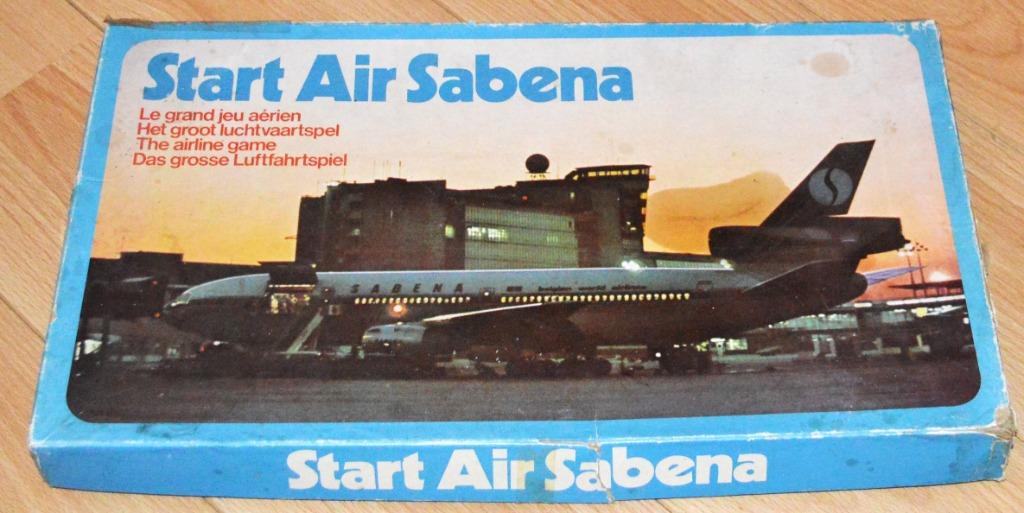 Start Air Sabena
Le grand jeu aérien
Het groot luchtvaartspel
The airline game
Das grosse Luftfahrtspiel
SABENA
belgian world airlines
Start Air Sabena